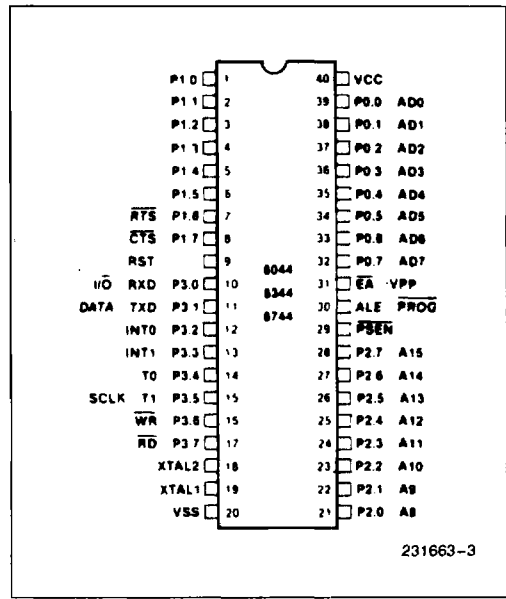 P1.0 1 40 VCC
P1.1 2 39 P0.0 AD0
P1.2 3 38 P0.1 AD1
P1.3 4 37 P0.2 AD2
P1.4 5 36 P0.3 AD3
P1.5 6 35 P0.4 AD4
RTS P1.6 7 34 P0.5 AD5
CTS P1.7 8 33 P0.6 AD6
RST 9 32 P0.7 AD7
8044
I/O RXD P3.0 10 31 EA VPP
8344
DATA TXD P3.1 11 30 ALE PROG
8744
INT0 P3.2 12 29 PSEN
INT1 P3.3 13 28 P2.7 A15
T0 P3.4 14 27 P2.6 A14
SCLK T1 P3.5 15 26 P2.5 A13
WR P3.6 15 25 P2.4 A12
RD P3.7 17 24 P2.3 A11
XTAL2 18 23 P2.2 A10
XTAL1 19 22 P2.1 A9
VSS 20 21 P2.0 A8
231663-3